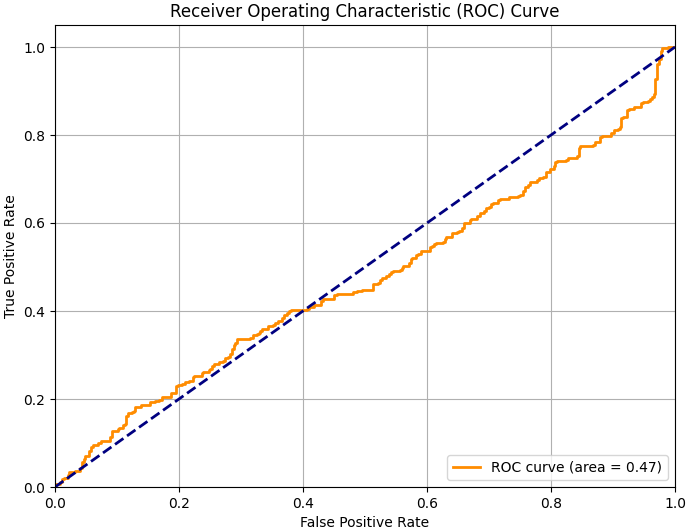 Receiver Operating Characteristic (ROC) Curve
True Positive Rate
1.0
0.8
0.6
0.4
0.2
0.0
ROC curve (area = 0.47)
0.0 0.2 0.4 0.6 0.8 1.0
False Positive Rate